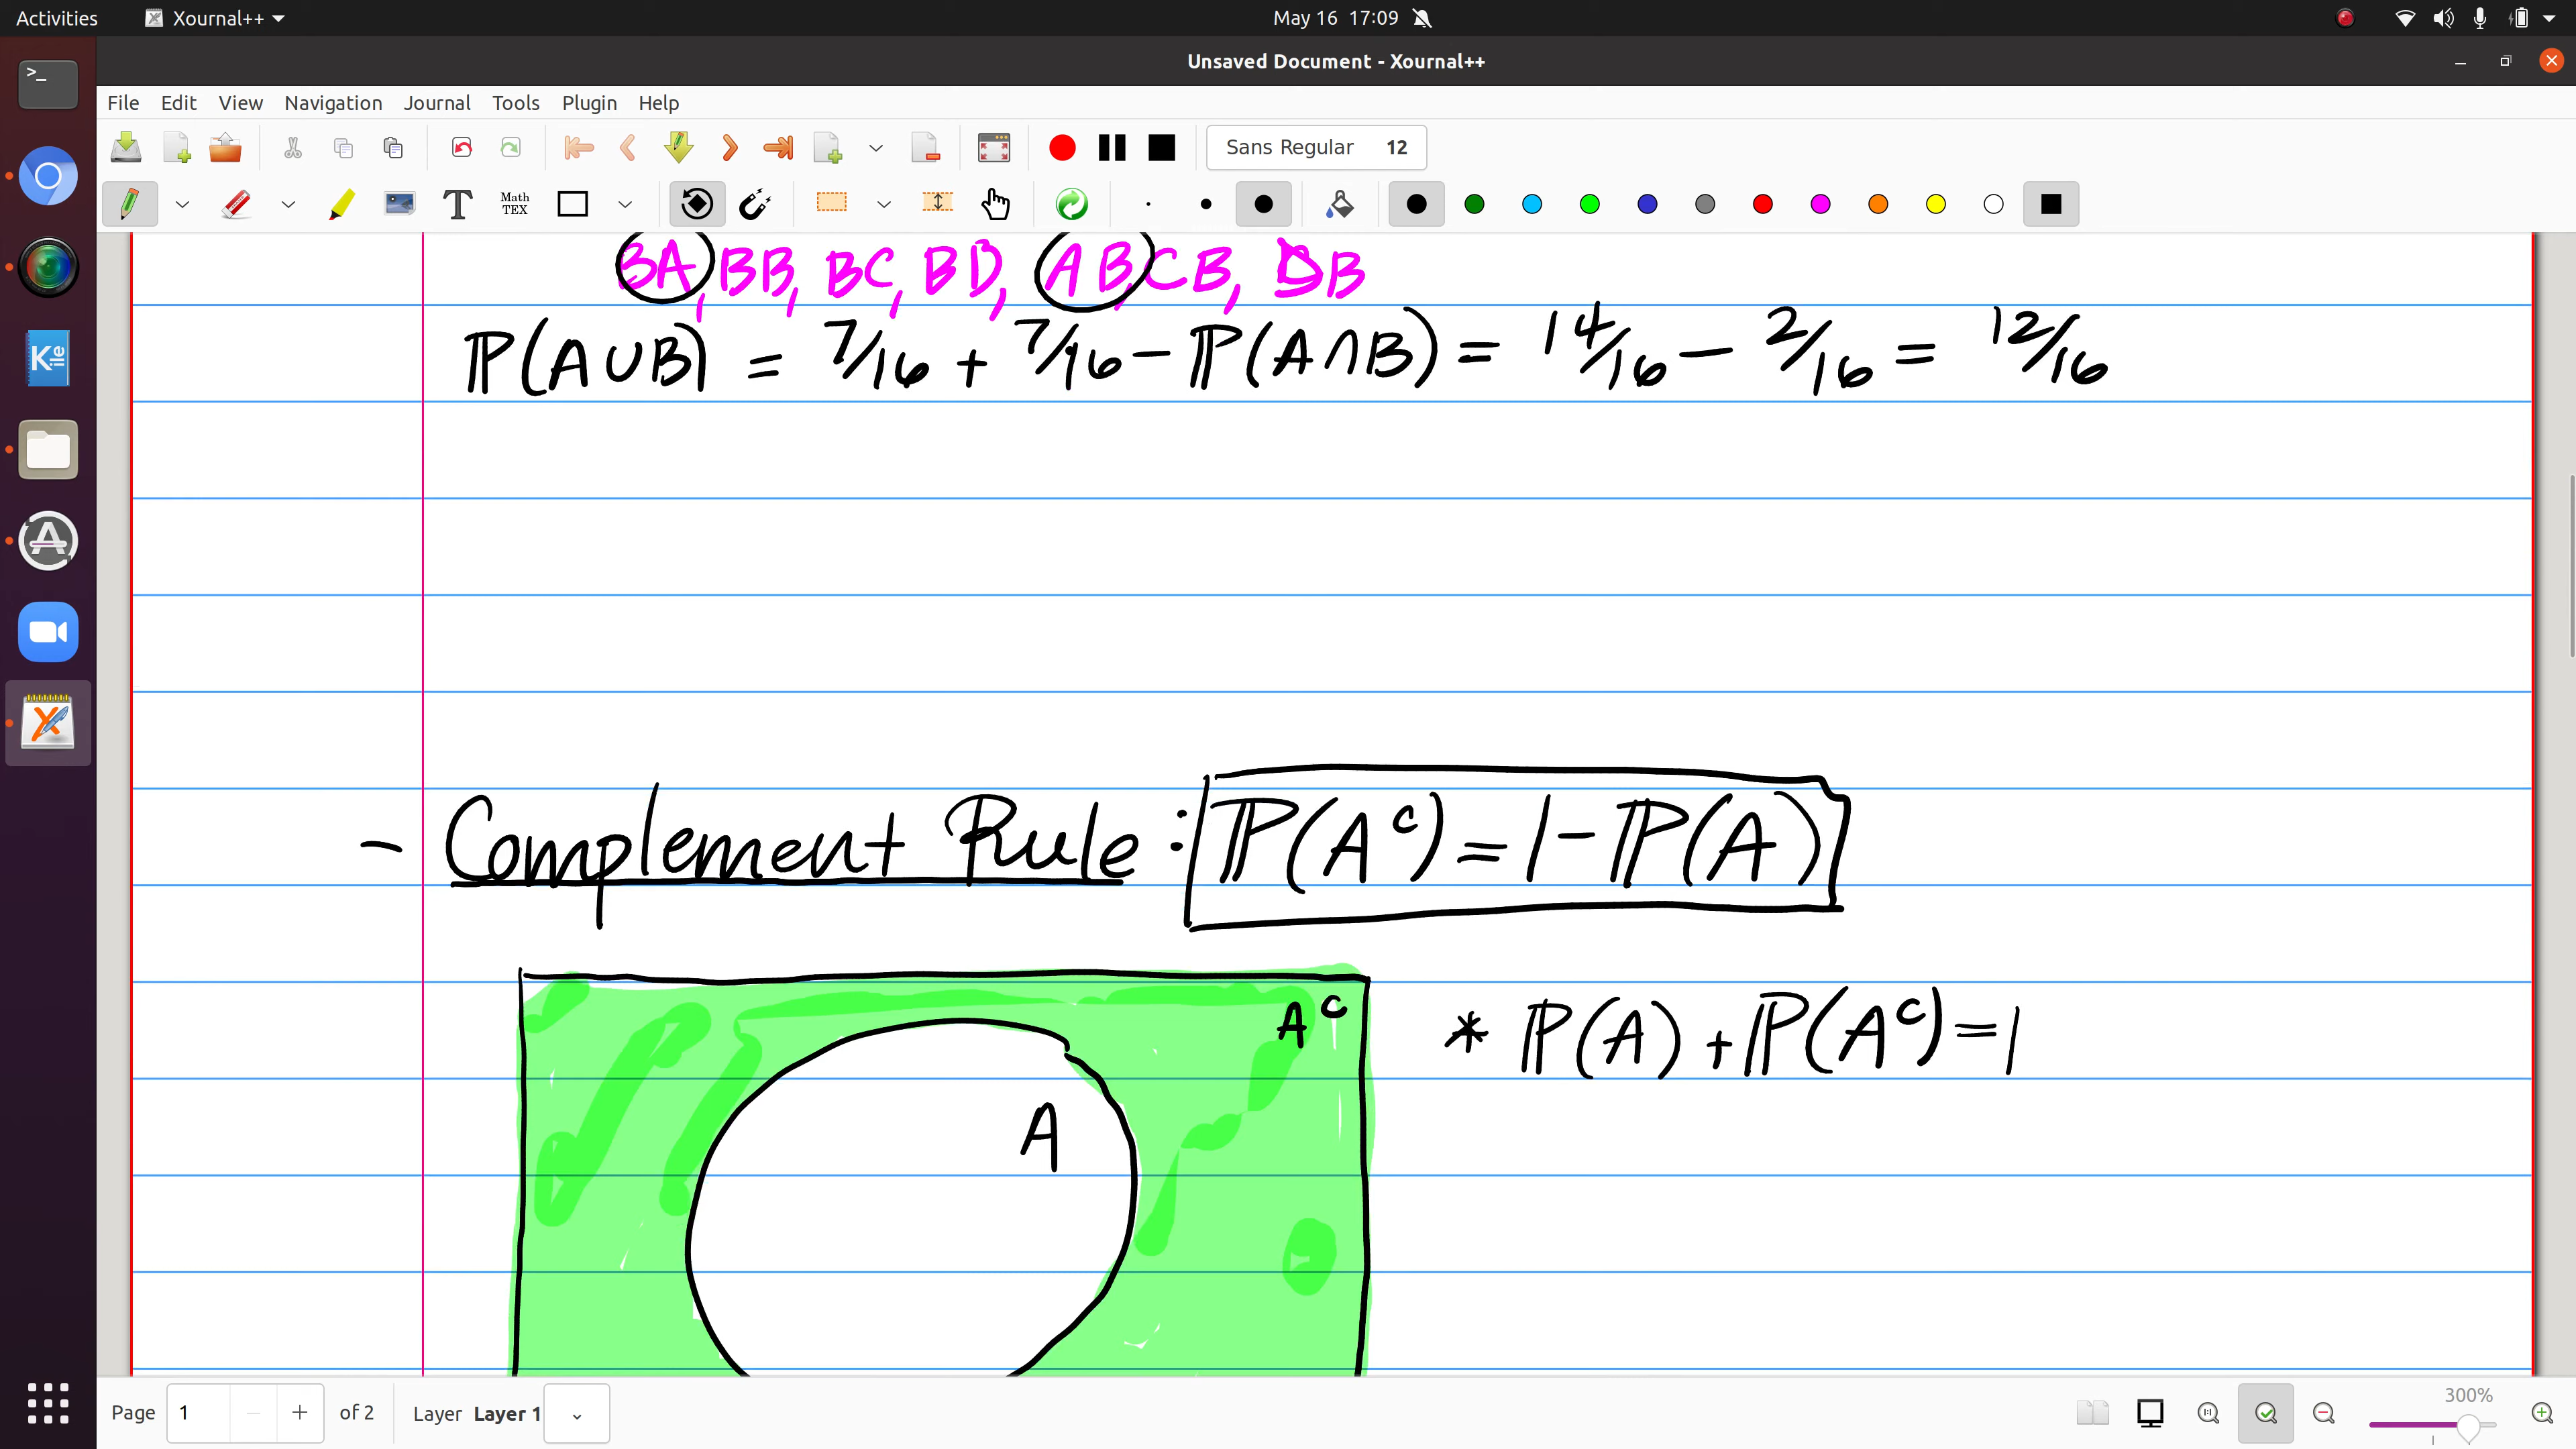 Activities
Xournal++
May 16 17:09
Unsaved Document - Xournal++
File Edit View Navigation Journal Tools Plugin Help
Sans Regular 12
Math
TEX
BA, BB, BC, BD, AB, CB, DB
ℙ(A∪B) = 7/16 + 7/16 − ℙ(A∩B) = 14/16 − 2/16 = 12/16
- Complement Rule : ℙ(Aᶜ) = 1 − ℙ(A)
Aᶜ
* ℙ(A) + ℙ(Aᶜ) = 1
A
Page 1 of 2 Layer Layer 1
300%